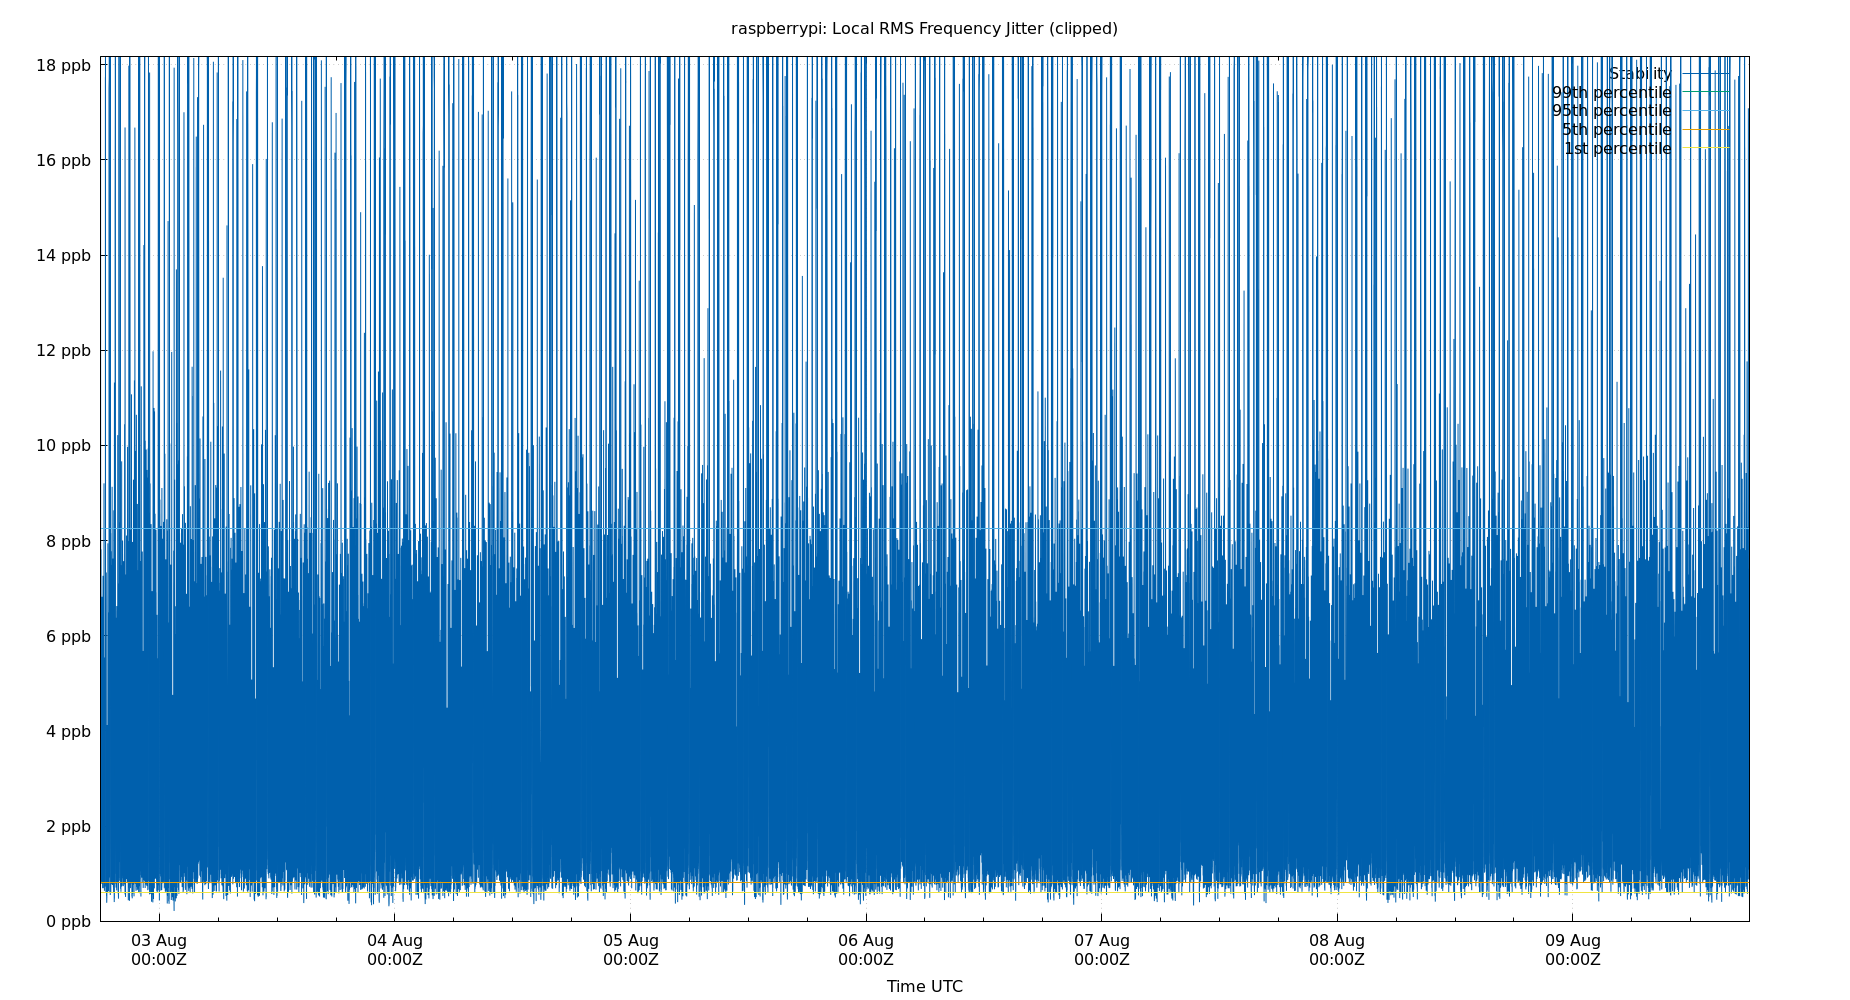 raspberrypi: Local RMS Frequency Jitter (clipped)
18 ppb
16 ppb
14 ppb
12 ppb
10 ppb
8 ppb
6 ppb
4 ppb
2 ppb
0 ppb
Stability
99th percentile
95th percentile
5th percentile
1st percentile
03 Aug
00:00Z
04 Aug
00:00Z
05 Aug
00:00Z
06 Aug
00:00Z
07 Aug
00:00Z
08 Aug
00:00Z
09 Aug
00:00Z
Time UTC